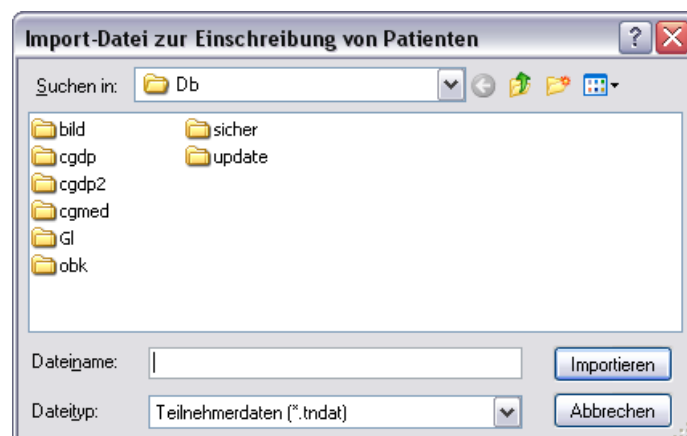 Import-Datei zur Einschreibung von Patienten
Suchen in: Db
bild sicher
cgdp update
cgdp2
cgmed
Gl
obk
Dateiname: Importieren
Dateityp: Teilnehmerdaten (*.tndat) Abbrechen